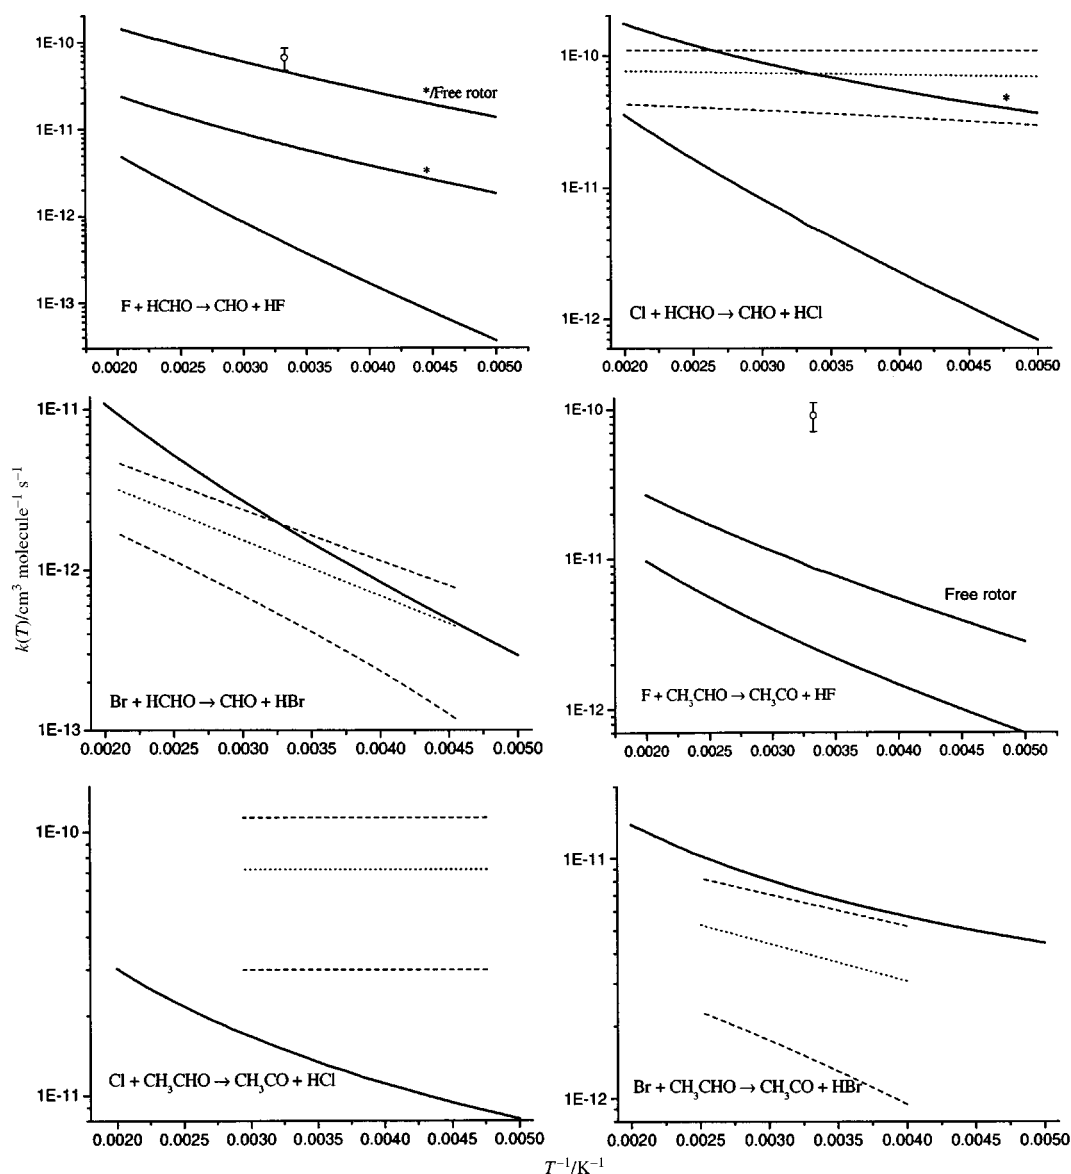 1E-10
1E-11
1E-12
1E-13
*/Free rotor
*
F + HCHO → CHO + HF
0.0020 0.0025 0.0030 0.0035 0.0040 0.0045 0.0050
1E-10
1E-11
1E-12
*
Cl + HCHO → CHO + HCl
0.0020 0.0025 0.0030 0.0035 0.0040 0.0045 0.0050
k(T)/cm³ molecule⁻¹ s⁻¹
1E-11
1E-12
1E-13
Br + HCHO → CHO + HBr
0.0020 0.0025 0.0030 0.0035 0.0040 0.0045 0.0050
1E-10
1E-11
1E-12
Free rotor
F + CH₃CHO → CH₃CO + HF
0.0020 0.0025 0.0030 0.0035 0.0040 0.0045 0.0050
1E-10
1E-11
Cl + CH₃CHO → CH₃CO + HCl
0.0020 0.0025 0.0030 0.0035 0.0040 0.0045 0.0050
1E-11
1E-12
Br + CH₃CHO → CH₃CO + HBr
0.0020 0.0025 0.0030 0.0035 0.0040 0.0045 0.0050
T⁻¹/K⁻¹